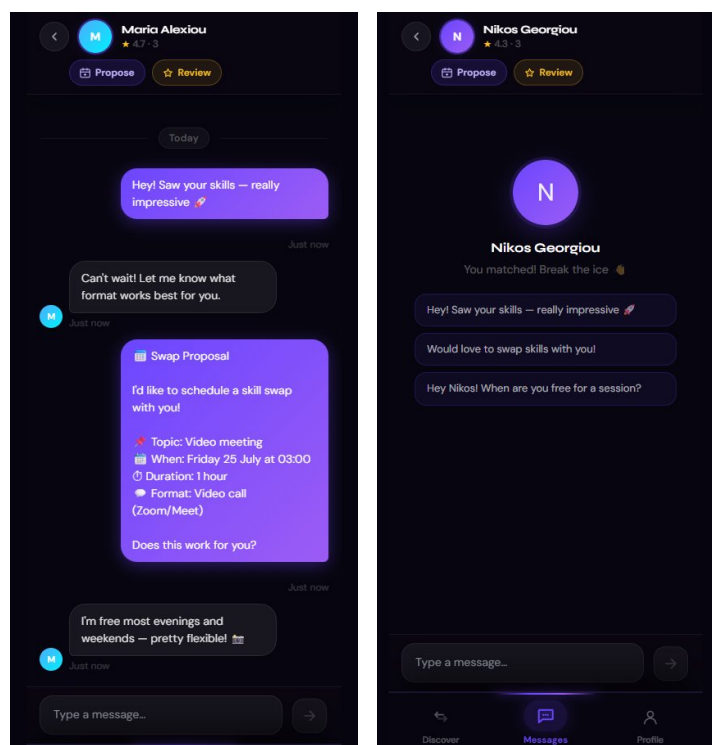 Maria Alexiou
★ 4.7 · 3
Propose
Review
Today
Hey! Saw your skills — really
impressive 🚀
Just now
Can't wait! Let me know what
format works best for you.
M
Just now
🗓️ Swap Proposal
I'd like to schedule a skill swap
with you!
📌 Topic: Video meeting
📅 When: Friday 25 July at 03:00
⏱ Duration: 1 hour
💬 Format: Video call
(Zoom/Meet)
Does this work for you?
Just now
I'm free most evenings and
weekends — pretty flexible! 📷
M
Just now
Type a message...
M
N
Nikos Georgiou
★ 4.3 · 3
Propose
Review
N
Nikos Georgiou
You matched! Break the ice 👋
Hey! Saw your skills — really impressive 🚀
Would love to swap skills with you!
Hey Nikos! When are you free for a session?
Type a message...
Discover
Messages
Profile